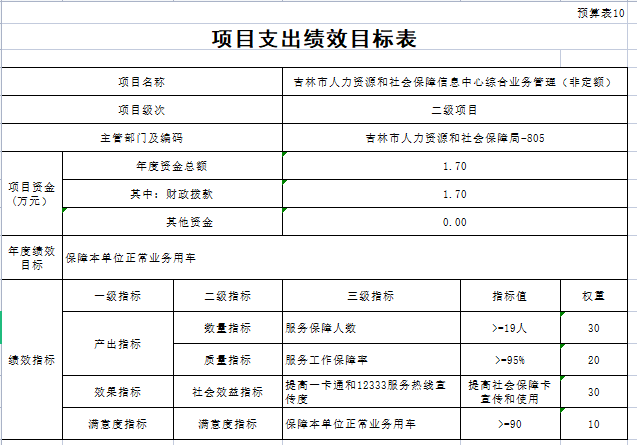 预算表10
项目支出绩效目标表
项目名称 吉林市人力资源和社会保障信息中心综合业务管理（非定额）
项目级次 二级项目
主管部门及编码 吉林市人力资源和社会保障局-805
项目资金
(万元)
年度资金总额 1.70
其中：财政拨款 1.70
其他资金 0.00
年度绩效
目标
保障本单位正常业务用车
绩效指标
一级指标 二级指标 三级指标 指标值 权重
产出指标
数量指标 服务保障人数 >=19人 30
质量指标 服务工作保障率 >=95% 20
效果指标 社会效益指标 提高一卡通和12333服务热线宣
传度
提高社会保障卡
宣传和使用
30
满意度指标 满意度指标 保障本单位正常业务用车 >=90 10